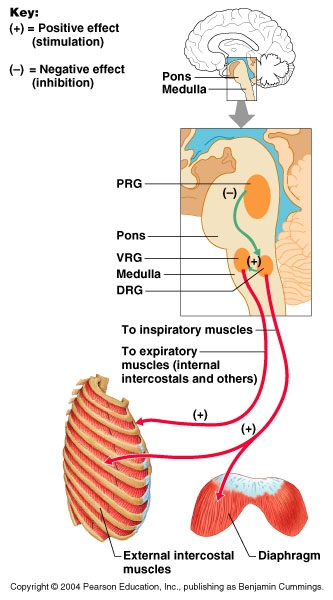 Key:
(+) = Positive effect
(stimulation)
(–) = Negative effect
(inhibition)
Pons
Medulla
PRG
(–)
Pons
VRG
(+)
Medulla
DRG
To inspiratory muscles
To expiratory
muscles (internal
intercostals and others)
(+)
(+)
External intercostal
muscles
Diaphragm
Copyright © 2004 Pearson Education, Inc., publishing as Benjamin Cummings.